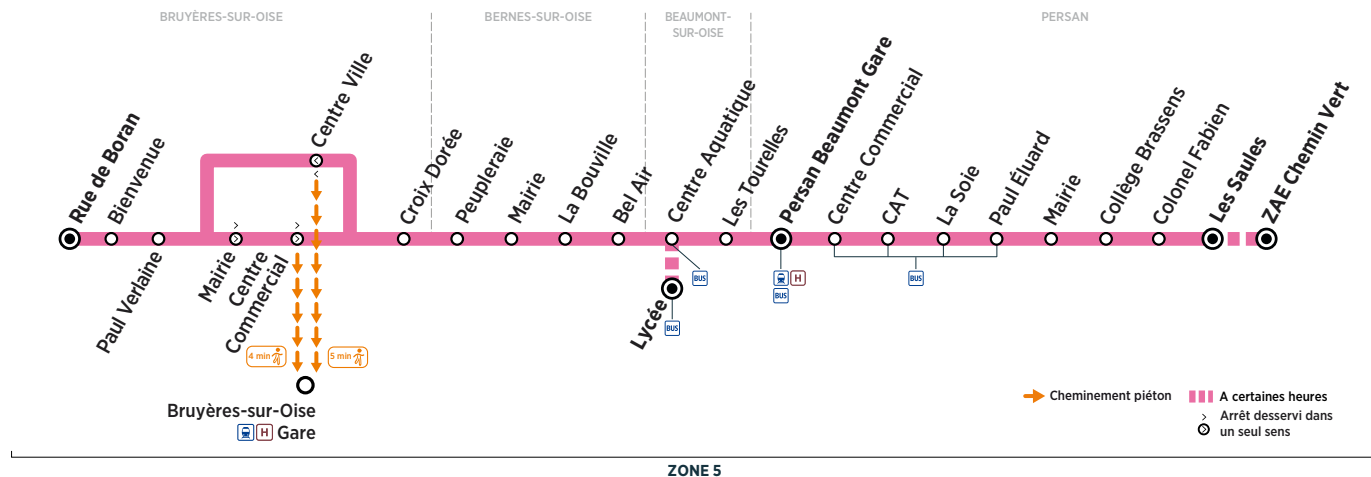 BRUYÈRES-SUR-OISE
BERNES-SUR-OISE
BEAUMONT-
SUR-OISE
PERSAN
Rue de Boran
Bienvenue
Paul Verlaine
Mairie
Centre
Commercial
Centre Ville
Croix Dorée
Peupleraie
Mairie
La Bouville
Bel Air
Centre Aquatique
BUS
Lycée
BUS
Les Tourelles
Persan Beaumont Gare
H
BUS
Centre Commercial
CAT
La Soie
Paul Éluard
BUS
Mairie
Collège Brassens
Colonel Fabien
Les Saules
ZAE Chemin Vert
4 min
5 min
Bruyères-sur-Oise
H Gare
Cheminement piéton
A certaines heures
Arrêt desservi dans
un seul sens
ZONE 5